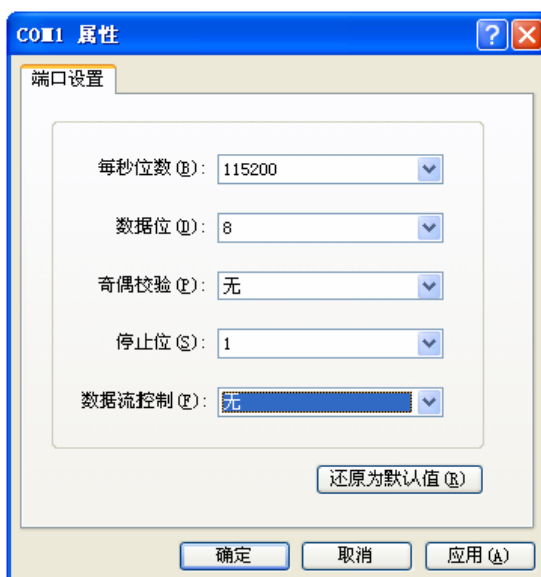 COM1 属性
端口设置
每秒位数(B): 115200
数据位(D): 8
奇偶校验(P): 无
停止位(S): 1
数据流控制(F): 无
还原为默认值(R)
确定 取消 应用(A)